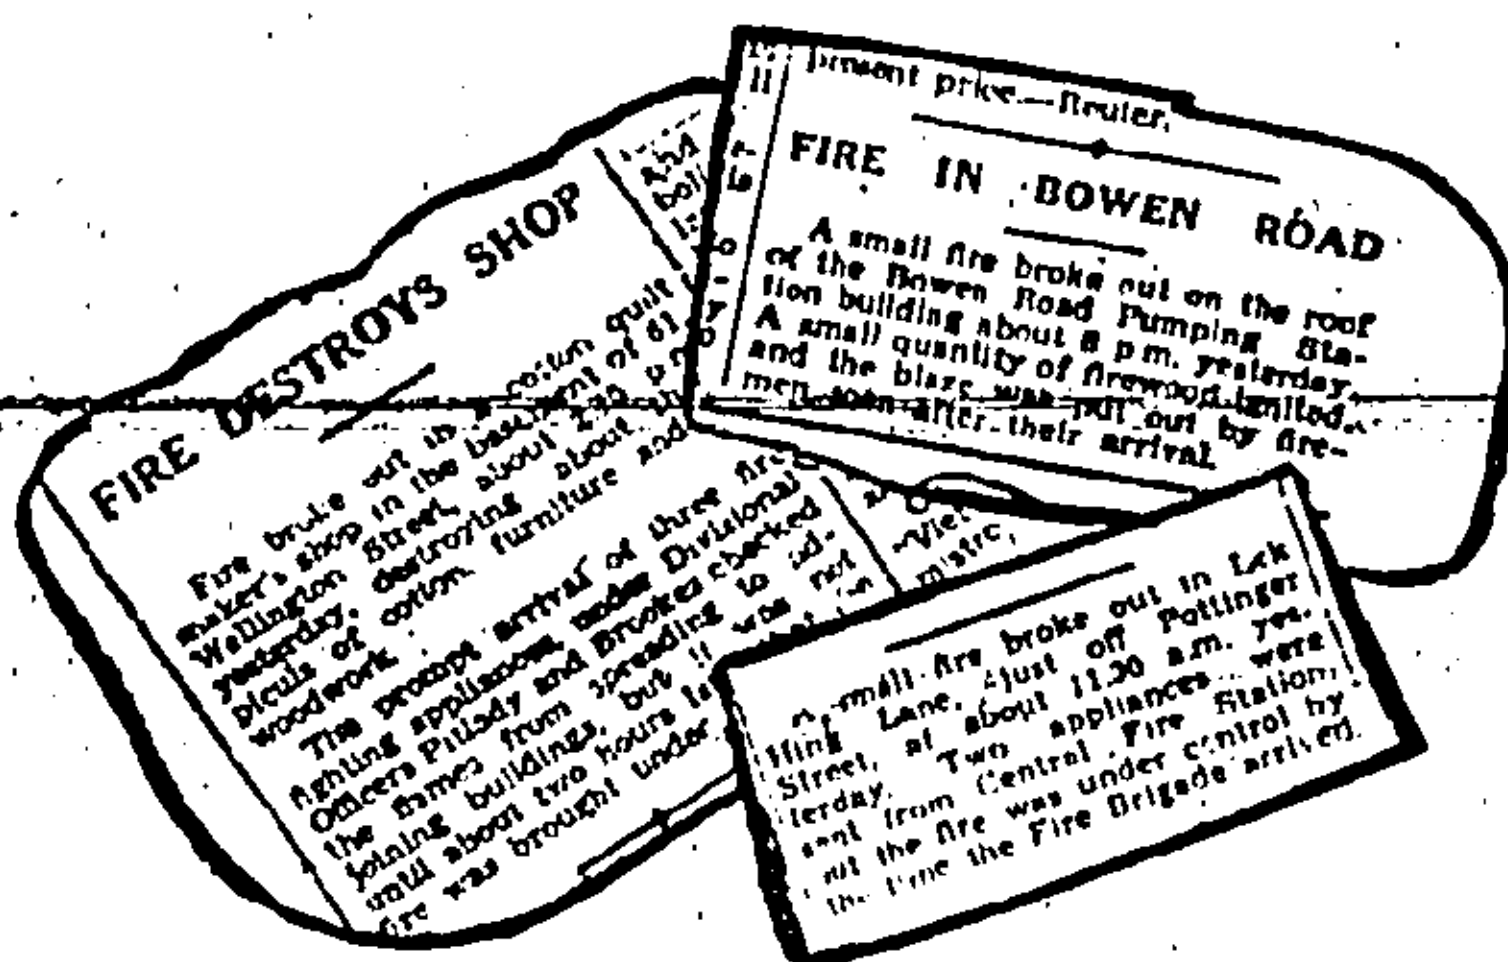 FIRE DESTROYS SHOP
Fire broke out in a cotton quilt
maker's shop in the basement of 61
Wellington Street, about
yesterday, destroying about
piculs of cotton, furniture and
woodwork.
The prompt arrival of three fire
fighting appliances, under Divisional
Officers and Brookes checked
the flames from spreading to ad-
joining buildings, but it was not
until about two hours
fire was brought under
And
present price.—Reuter.
FIRE IN BOWEN ROAD
A small fire broke out on the roof
of the Bowen Road Pumping Sta-
tion building about 8 p.m. yesterday.
A small quantity of firewood ignited,
and the blaze was put out by fire-
men soon after their arrival.
"Viet
A small fire broke out in Lek
Hing Lane, just off Pottinger
Street, at about 11.30 a.m. yes-
terday. Two appliances were
sent from Central Fire Station,
but the fire was under control by
the time the Fire Brigade arrived.